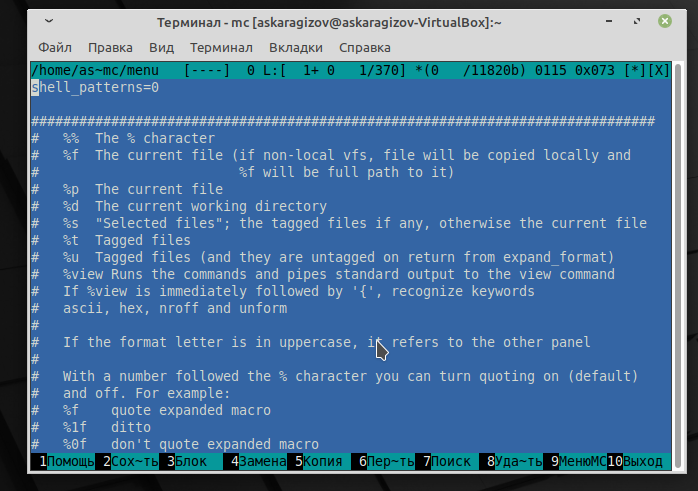 Терминал - mc [askaragizov@askaragizov-VirtualBox]:~
Файл Правка Вид Терминал Вкладки Справка
/home/as~mc/menu   [----]  0 L:[  1+ 0   1/370] *(0   /11820b) 0115 0x073 [*][X]
shell_patterns=0
##############################################################################
#   %%  The % character
#   %f  The current file (if non-local vfs, file will be copied locally and
#                         %f will be full path to it)
#   %p  The current file
#   %d  The current working directory
#   %s  "Selected files"; the tagged files if any, otherwise the current file
#   %t  Tagged files
#   %u  Tagged files (and they are untagged on return from expand_format)
#   %view Runs the commands and pipes standard output to the view command
#   If %view is immediately followed by '{', recognize keywords
#   ascii, hex, nroff and unform
#
#   If the format letter is in uppercase, it refers to the other panel
#
#   With a number followed the % character you can turn quoting on (default)
#   and off. For example:
#   %f    quote expanded macro
#   %1f   ditto
#   %0f   don't quote expanded macro
1Помощь 2Сох~ть 3Блок 4Замена 5Копия 6Пер~ть 7Поиск 8Уда~ть 9МенюMC 10Выход